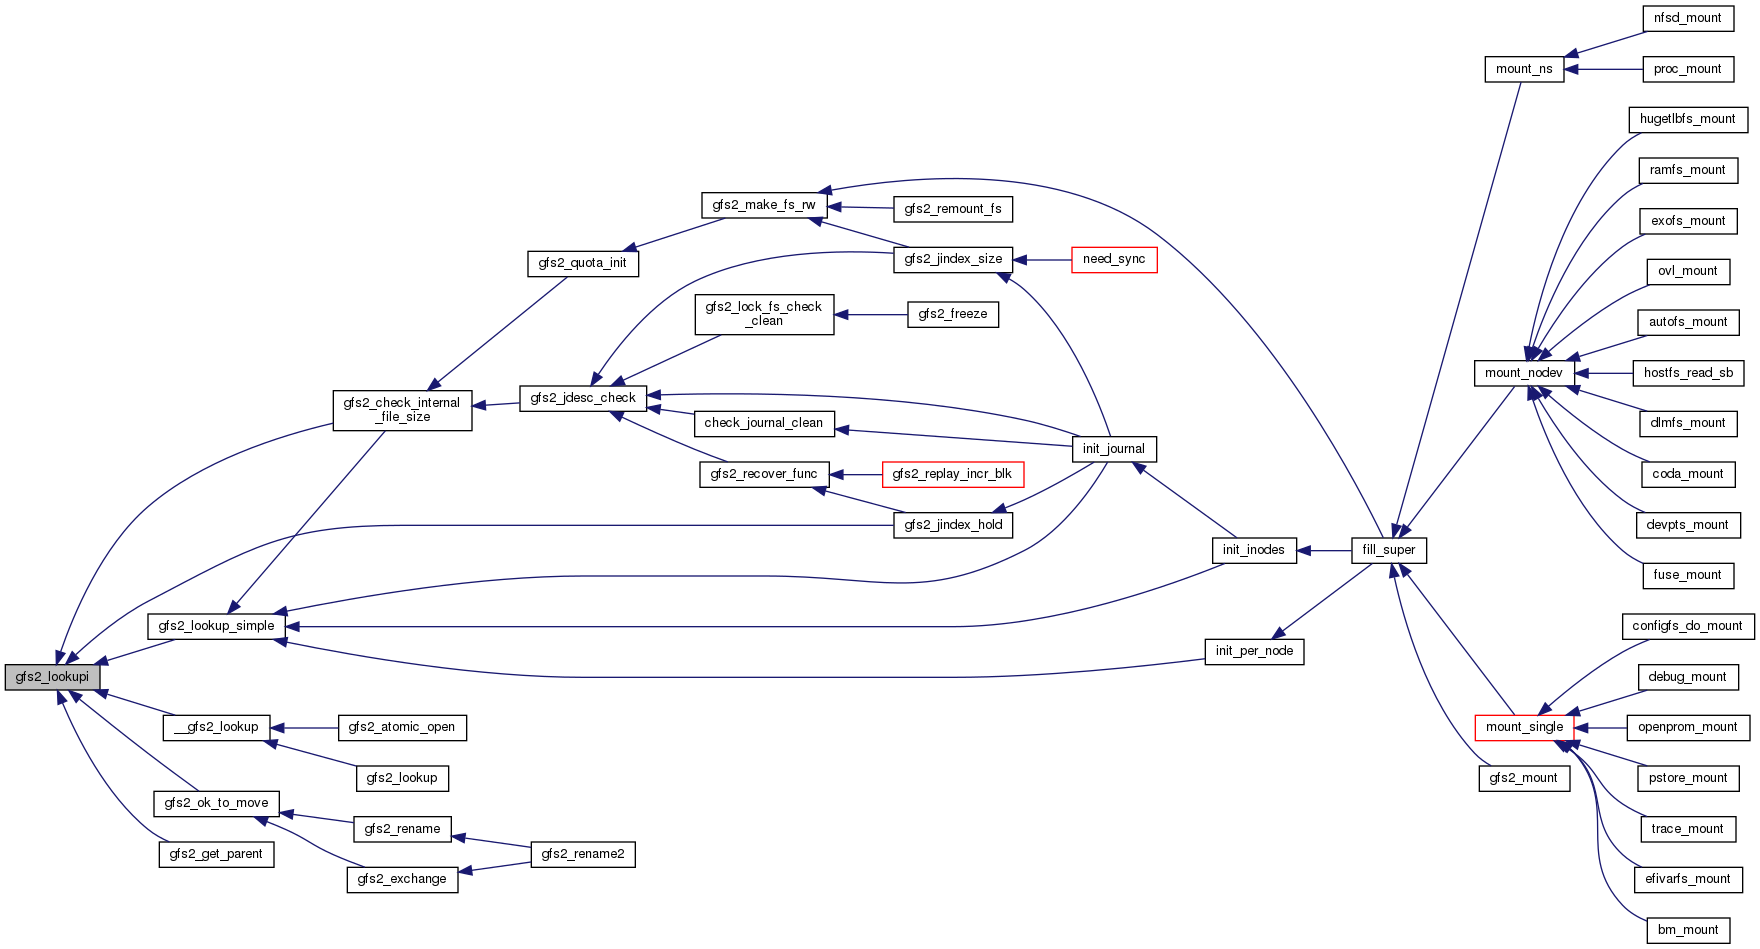 nfsd_mount
mount_ns
proc_mount
hugetlbfs_mount
ramfs_mount
gfs2_make_fs_rw
gfs2_remount_fs
exofs_mount
gfs2_quota_init
gfs2_jindex_size
need_sync
ovl_mount
gfs2_lock_fs_check
_clean
gfs2_freeze
autofs_mount
mount_nodev
hostfs_read_sb
gfs2_check_internal
_file_size
gfs2_jdesc_check
check_journal_clean
dlmfs_mount
init_journal
gfs2_recover_func
gfs2_replay_incr_blk
coda_mount
gfs2_jindex_hold
devpts_mount
init_inodes
fill_super
fuse_mount
gfs2_lookup_simple
configfs_do_mount
init_per_node
gfs2_lookupi
debug_mount
__gfs2_lookup
gfs2_atomic_open
mount_single
openprom_mount
gfs2_lookup
gfs2_mount
pstore_mount
gfs2_ok_to_move
gfs2_rename
trace_mount
gfs2_get_parent
gfs2_rename2
gfs2_exchange
efivarfs_mount
bm_mount